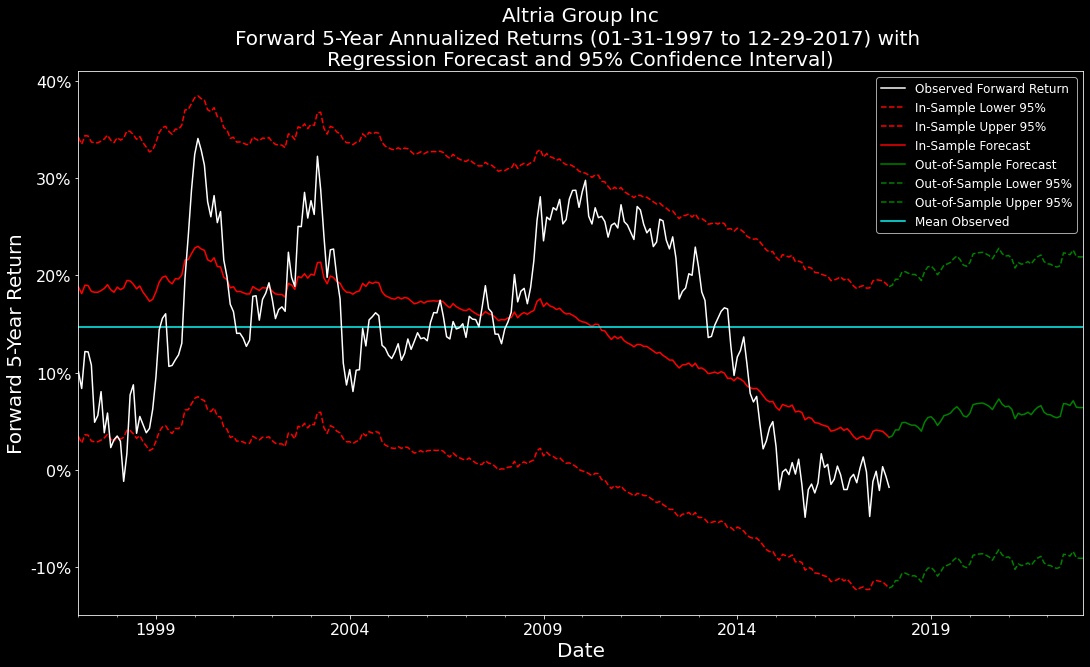 Altria Group Inc
Forward 5-Year Annualized Returns (01-31-1997 to 12-29-2017) with
Regression Forecast and 95% Confidence Interval)
40%
30%
20%
10%
0%
-10%
Forward 5-Year Return
Observed Forward Return
In-Sample Lower 95%
In-Sample Upper 95%
In-Sample Forecast
Out-of-Sample Forecast
Out-of-Sample Lower 95%
Out-of-Sample Upper 95%
Mean Observed
1999 2004 2009 2014 2019
Date